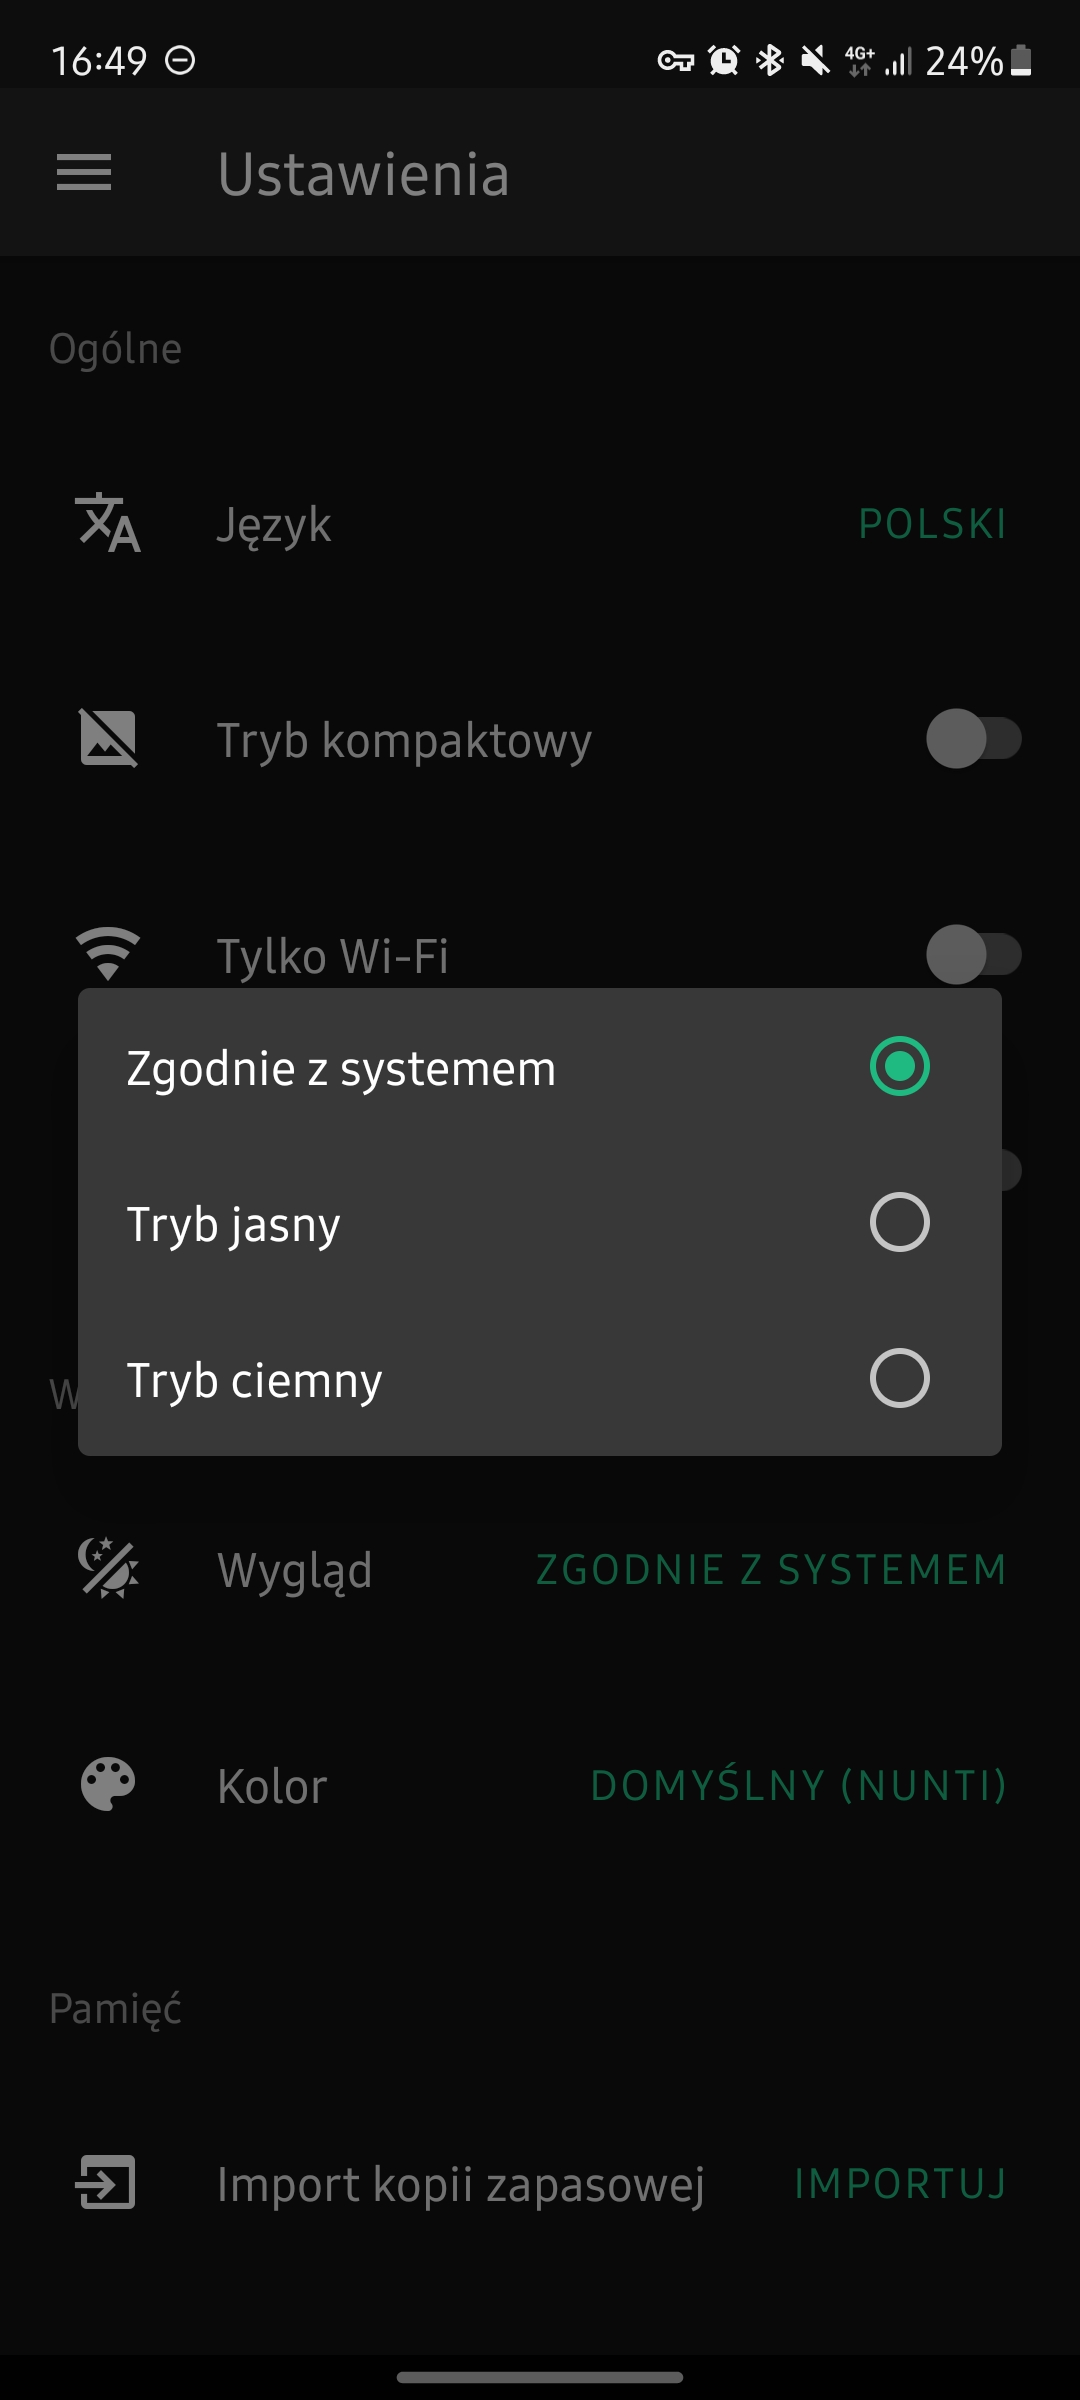 16:49 4G+ 24%
Ustawienia
Ogólne
Język POLSKI
Tryb kompaktowy
Tylko Wi-Fi
Zgodnie z systemem
Tryb jasny
Tryb ciemny
W
Wygląd ZGODNIE Z SYSTEMEM
Kolor DOMYŚLNY (NUNTI)
Pamięć
Import kopii zapasowej IMPORTUJ